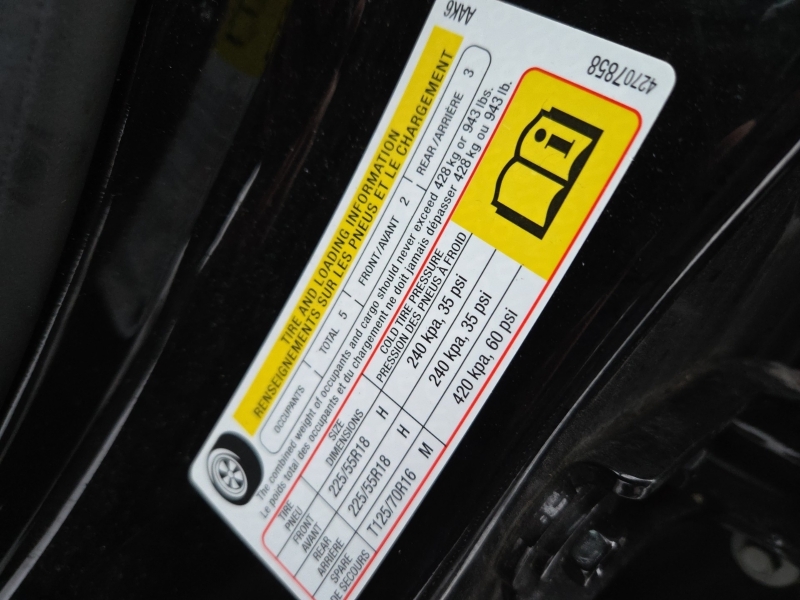 AAK6
42707858
TIRE AND LOADING INFORMATION
RENSEIGNEMENTS SUR LES PNEUS ET LE CHARGEMENT
OCCUPANTS TOTAL 5 FRONT/AVANT 2 REAR/ARRIÈRE 3
The combined weight of occupants and cargo should never exceed 428 kg or 943 lbs.
Le poids total des occupants et du chargement ne doit jamais dépasser 428 kg ou 943 lb.
TIRE SIZE COLD TIRE PRESSURE
PNEU DIMENSIONS PRESSION DES PNEUS À FROID
FRONT
AVANT 225/55R18 H 240 kpa, 35 psi
REAR
ARRIÈRE 225/55R18 H 240 kpa, 35 psi
SPARE
DE SECOURS T125/70R16 M 420 kpa, 60 psi
i